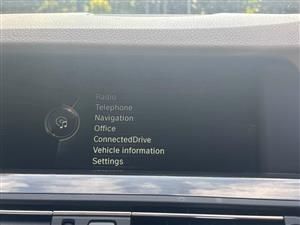 Radio
Telephone
Navigation
Office
ConnectedDrive
Vehicle information
Settings